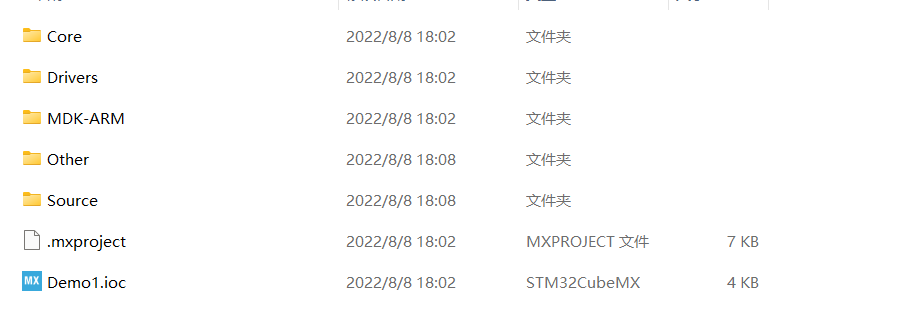 Core 2022/8/8 18:02 文件夹
Drivers 2022/8/8 18:02 文件夹
MDK-ARM 2022/8/8 18:02 文件夹
Other 2022/8/8 18:08 文件夹
Source 2022/8/8 18:08 文件夹
.mxproject 2022/8/8 18:02 MXPROJECT 文件 7 KB
MX Demo1.ioc 2022/8/8 18:02 STM32CubeMX 4 KB